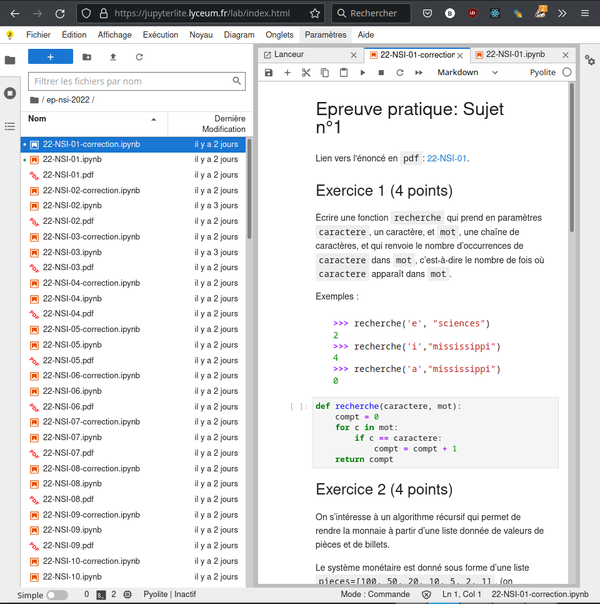 https://jupyterlite.lyceum.fr/lab/index.html
Rechercher
Fichier Édition Affichage Exécution Noyau Diagram Onglets Paramètres Aide
+
Filtrer les fichiers par nom
/ ep-nsi-2022 /
Nom
Dernière
Modification
22-NSI-01-correction.ipynb il y a 2 jours
22-NSI-01.ipynb il y a 2 jours
22-NSI-01.pdf il y a 2 jours
22-NSI-02-correction.ipynb il y a 2 jours
22-NSI-02.ipynb il y a 3 jours
22-NSI-02.pdf il y a 2 jours
22-NSI-03-correction.ipynb il y a 2 jours
22-NSI-03.ipynb il y a 3 jours
22-NSI-03.pdf il y a 2 jours
22-NSI-04-correction.ipynb il y a 2 jours
22-NSI-04.ipynb il y a 2 jours
22-NSI-04.pdf il y a 2 jours
22-NSI-05-correction.ipynb il y a 2 jours
22-NSI-05.ipynb il y a 2 jours
22-NSI-05.pdf il y a 2 jours
22-NSI-06-correction.ipynb il y a 2 jours
22-NSI-06.ipynb il y a 2 jours
22-NSI-06.pdf il y a 2 jours
22-NSI-07-correction.ipynb il y a 2 jours
22-NSI-07.ipynb il y a 2 jours
22-NSI-07.pdf il y a 2 jours
22-NSI-08-correction.ipynb il y a 2 jours
22-NSI-08.ipynb il y a 2 jours
22-NSI-08.pdf il y a 2 jours
22-NSI-09-correction.ipynb il y a 2 jours
22-NSI-09.ipynb il y a 2 jours
22-NSI-09.pdf il y a 2 jours
22-NSI-10-correction.ipynb il y a 2 jours
22-NSI-10.ipynb il y a 2 jours
Lanceur
22-NSI-01-correction
22-NSI-01.ipynb
Markdown
Pyolite
Epreuve pratique: Sujet
n°1
Lien vers l'énoncé en pdf : 22-NSI-01.
Exercice 1 (4 points)
Écrire une fonction recherche qui prend en paramètres
caractere , un caractère, et mot , une chaîne de
caractères, et qui renvoie le nombre d'occurrences de
caractere dans mot , c'est-à-dire le nombre de fois où
caractere apparaît dans mot .
Exemples :
>>> recherche('e', "sciences")
2
>>> recherche('i',"mississippi")
4
>>> recherche('a',"mississippi")
0
[ ]: def recherche(caractere, mot):
compt = 0
for c in mot:
if c == caractere:
compt = compt + 1
return compt
Exercice 2 (4 points)
On s'intéresse à un algorithme récursif qui permet de
rendre la monnaie à partir d'une liste donnée de valeurs de
pièces et de billets.
Le système monétaire est donné sous forme d'une liste
pieces=[100, 50, 20, 10, 5, 2, 1] (on
Simple 0 2 Pyolite | Inactif Mode : Commande Ln 1, Col 1 22-NSI-01-correction.ipynb